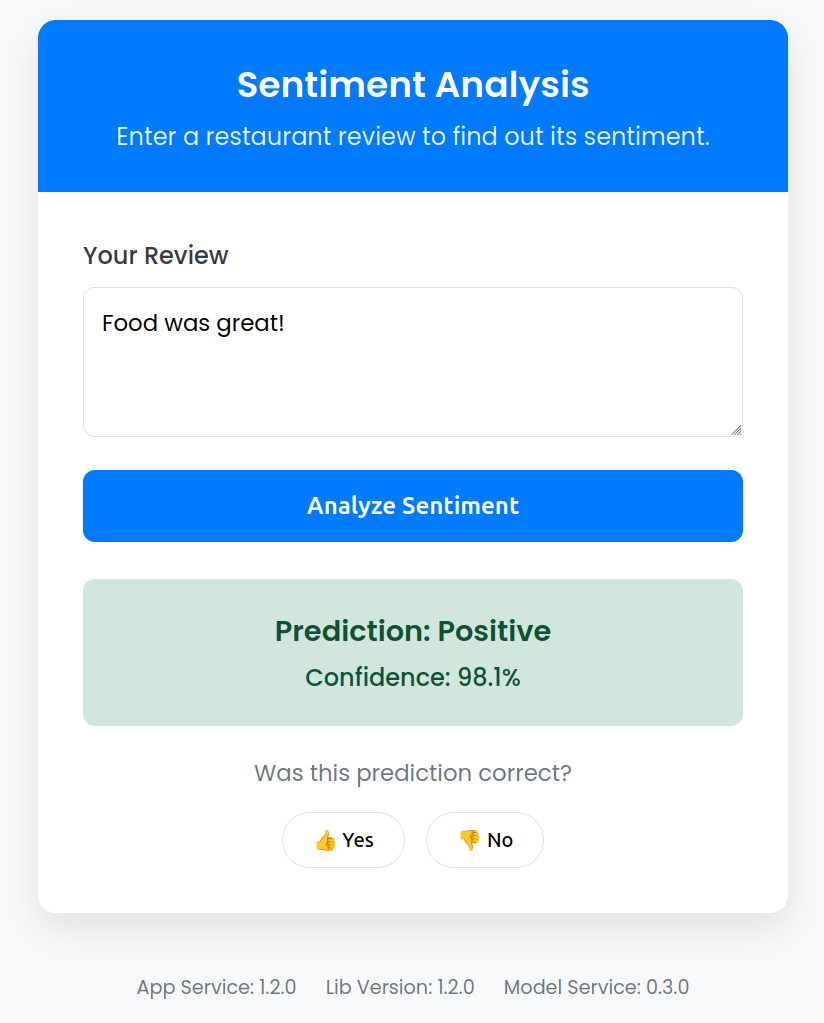 Sentiment Analysis
Enter a restaurant review to find out its sentiment.
Your Review
Food was great!
Analyze Sentiment
Prediction: Positive
Confidence: 98.1%
Was this prediction correct?
👍 Yes 👎 No
App Service: 1.2.0 Lib Version: 1.2.0 Model Service: 0.3.0